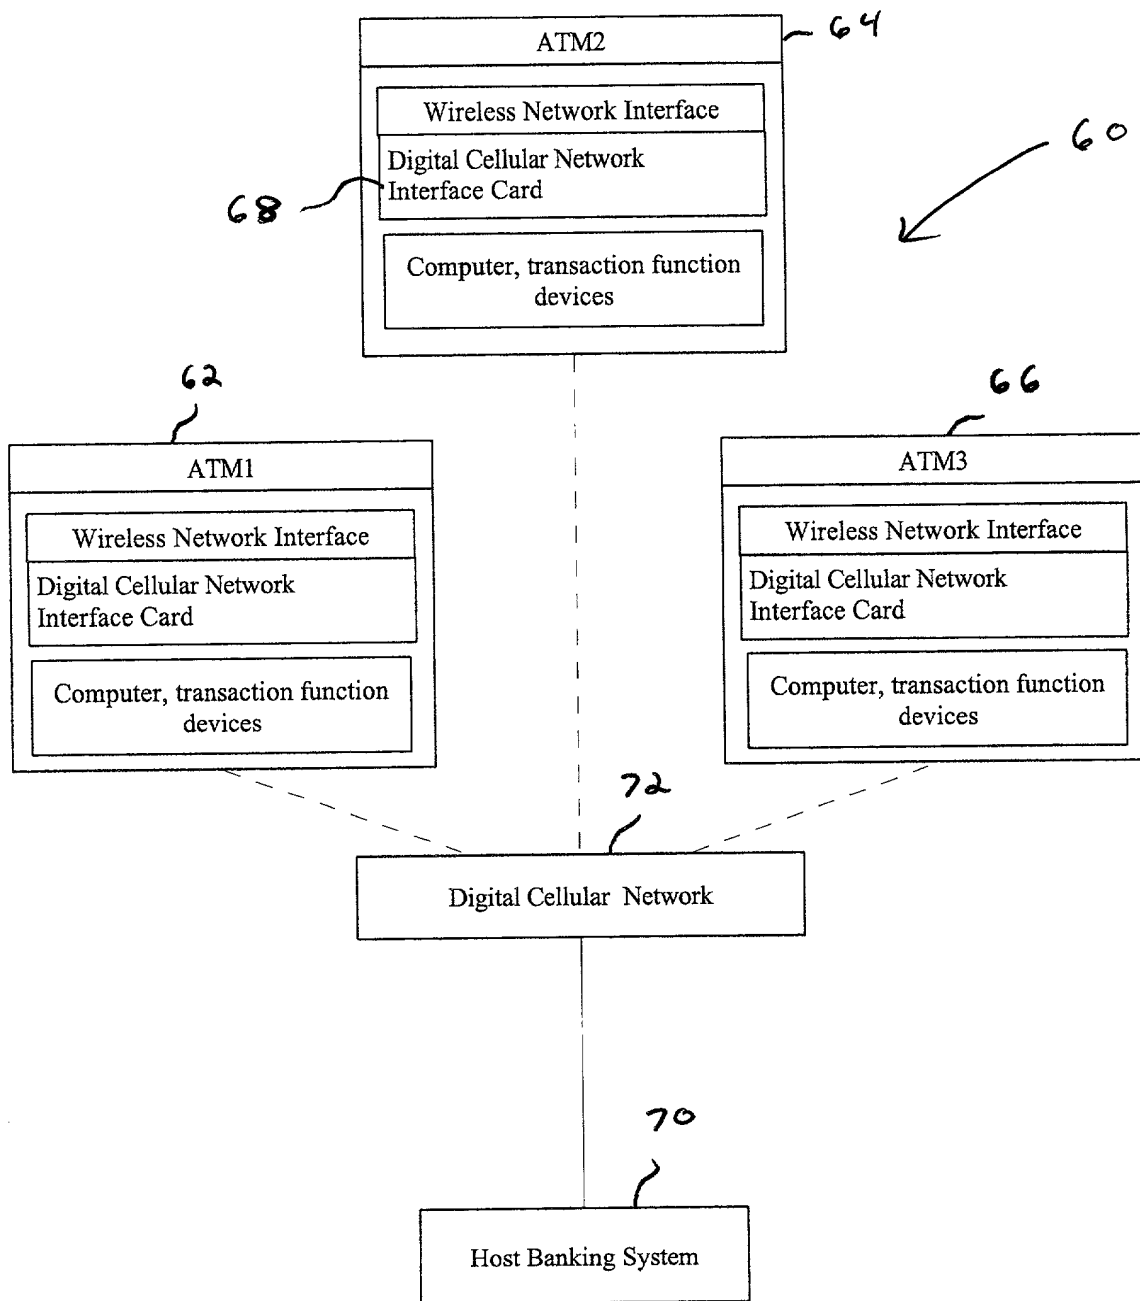 ATM2
64
Wireless Network Interface
Digital Cellular Network
Interface Card
60
68
Computer, transaction function
devices
62
66
ATM1
Wireless Network Interface
Digital Cellular Network
Interface Card
Computer, transaction function
devices
ATM3
Wireless Network Interface
Digital Cellular Network
Interface Card
Computer, transaction function
devices
72
Digital Cellular Network
70
Host Banking System